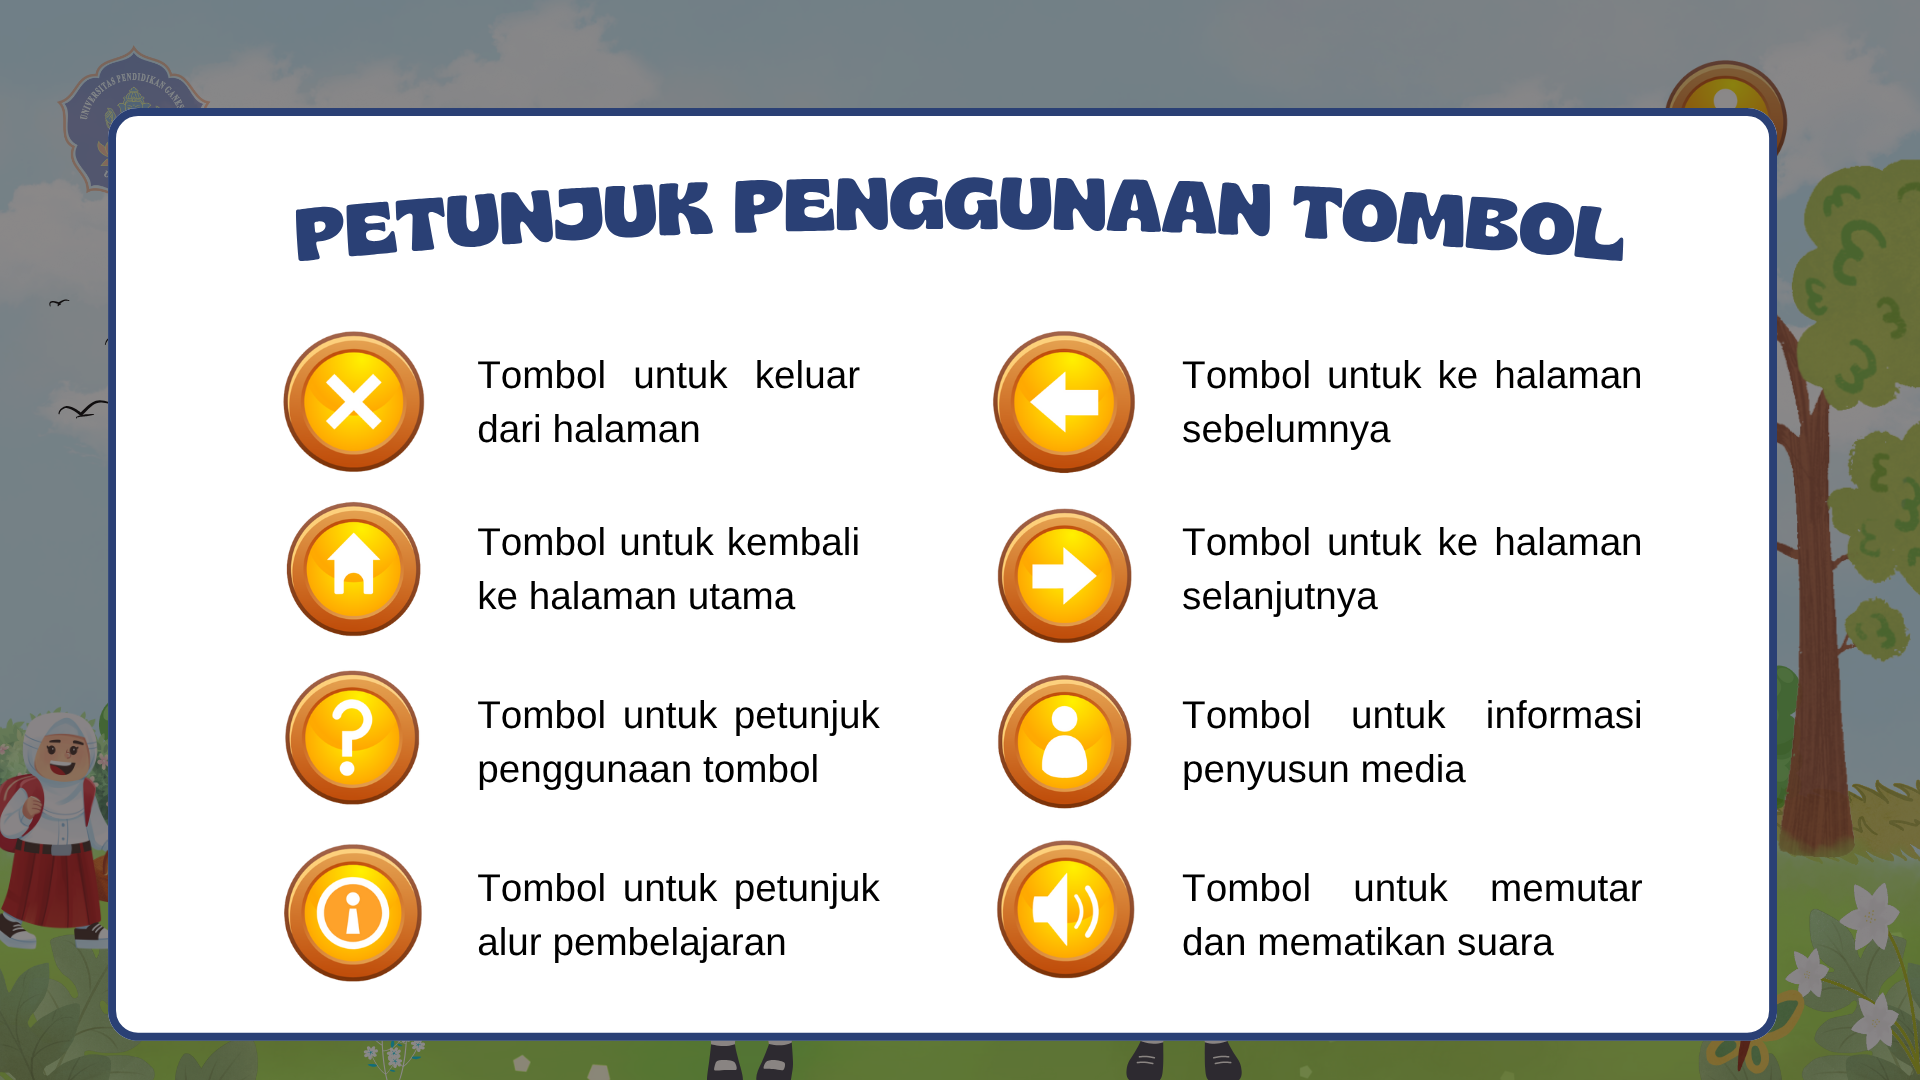 UNIVERSITAS PENDIDIKAN
PETUNJUK PENGGUNAAN TOMBOL
Tombol untuk keluar
dari halaman
Tombol untuk kembali
ke halaman utama
Tombol untuk petunjuk
penggunaan tombol
Tombol untuk petunjuk
alur pembelajaran
Tombol untuk ke halaman
sebelumnya
Tombol untuk ke halaman
selanjutnya
Tombol untuk informasi
penyusun media
Tombol untuk memutar
dan mematikan suara